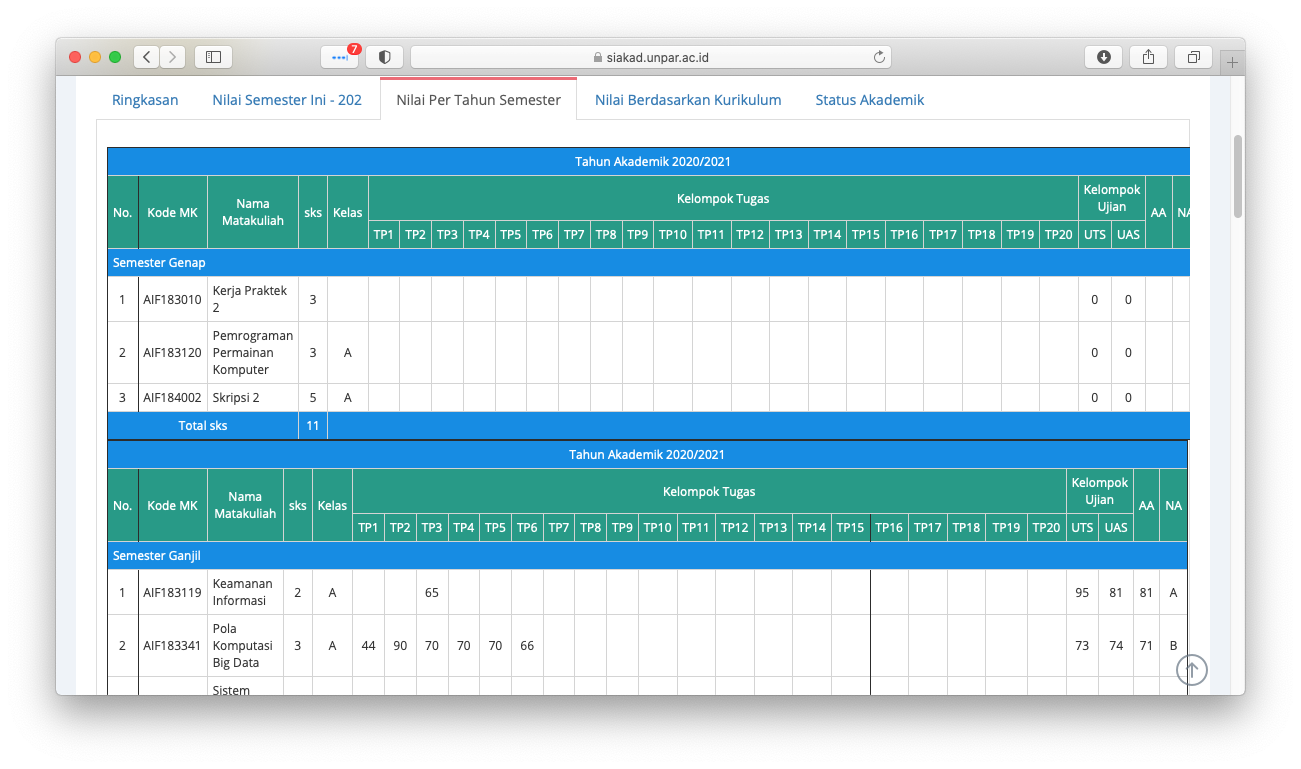 7
siakad.unpar.ac.id
Ringkasan Nilai Semester Ini - 202 Nilai Per Tahun Semester Nilai Berdasarkan Kurikulum Status Akademik
Tahun Akademik 2020/2021
No. Kode MK Nama Matakuliah sks Kelas Kelompok Tugas Kelompok Ujian AA NA
TP1 TP2 TP3 TP4 TP5 TP6 TP7 TP8 TP9 TP10 TP11 TP12 TP13 TP14 TP15 TP16 TP17 TP18 TP19 TP20 UTS UAS
Semester Genap
1 AIF183010 Kerja Praktek 2 3 0 0
2 AIF183120 Pemrograman Permainan Komputer 3 A 0 0
3 AIF184002 Skripsi 2 5 A 0 0
Total sks 11
Tahun Akademik 2020/2021
No. Kode MK Nama Matakuliah sks Kelas Kelompok Tugas Kelompok Ujian AA NA
TP1 TP2 TP3 TP4 TP5 TP6 TP7 TP8 TP9 TP10 TP11 TP12 TP13 TP14 TP15 TP16 TP17 TP18 TP19 TP20 UTS UAS
Semester Ganjil
1 AIF183119 Keamanan Informasi 2 A 65 95 81 81 A
2 AIF183341 Pola Komputasi Big Data 3 A 44 90 70 70 70 66 73 74 71 B
Sistem